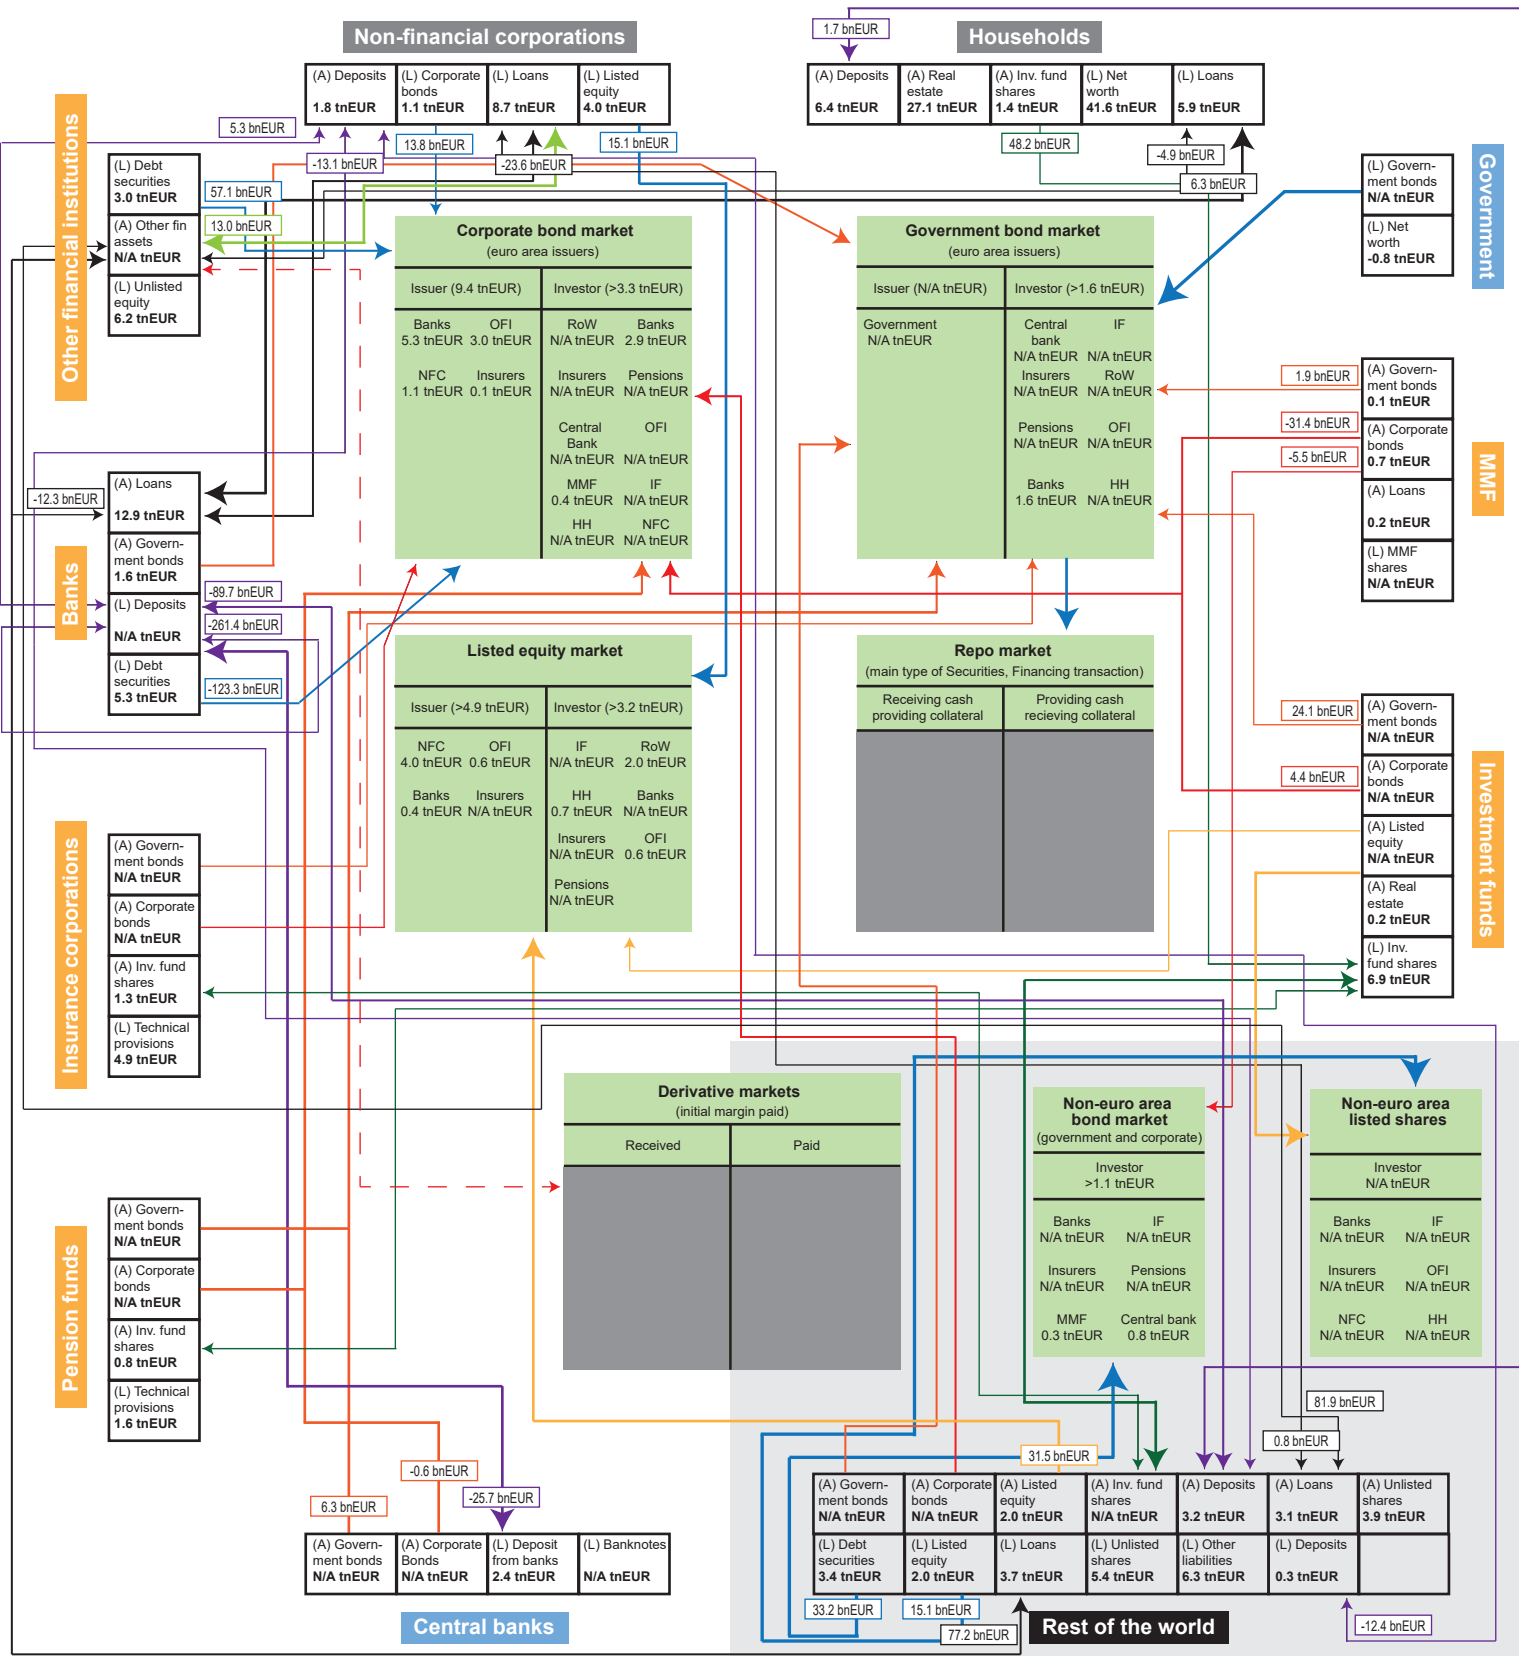 1.7 bnEUR
Non-financial corporations
Households
(A) Deposits
1.8 tnEUR
(L) Corporate
bonds
1.1 tnEUR
(L) Loans
8.7 tnEUR
(L) Listed
equity
4.0 tnEUR
(A) Deposits
6.4 tnEUR
(A) Real
estate
27.1 tnEUR
(A) Inv. fund
shares
1.4 tnEUR
(L) Net
worth
41.6 tnEUR
(L) Loans
5.9 tnEUR
5.3 bnEUR
-13.1 bnEUR
13.8 bnEUR
-23.6 bnEUR
15.1 bnEUR
48.2 bnEUR
-4.9 bnEUR
6.3 bnEUR
Other financial institutions
(L) Debt
securities
3.0 tnEUR
(A) Other fin
assets
N/A tnEUR
(L) Unlisted
equity
6.2 tnEUR
57.1 bnEUR
13.0 bnEUR
Government
(L) Govern-
ment bonds
N/A tnEUR
(L) Net
worth
-0.8 tnEUR
Corporate bond market
(euro area issuers)
Issuer (9.4 tnEUR)
Investor (>3.3 tnEUR)
Banks
5.3 tnEUR
OFI
3.0 tnEUR
NFC
1.1 tnEUR
Insurers
0.1 tnEUR
RoW
N/A tnEUR
Banks
2.9 tnEUR
Insurers
N/A tnEUR
Pensions
N/A tnEUR
Central
Bank
N/A tnEUR
OFI
N/A tnEUR
MMF
0.4 tnEUR
IF
N/A tnEUR
HH
N/A tnEUR
NFC
N/A tnEUR
Government bond market
(euro area issuers)
Issuer (N/A tnEUR)
Investor (>1.6 tnEUR)
Government
N/A tnEUR
Central
bank
N/A tnEUR
IF
N/A tnEUR
Insurers
N/A tnEUR
RoW
N/A tnEUR
Pensions
N/A tnEUR
OFI
N/A tnEUR
Banks
1.6 tnEUR
HH
N/A tnEUR
1.9 bnEUR
-31.4 bnEUR
-5.5 bnEUR
MMF
(A) Govern-
ment bonds
0.1 tnEUR
(A) Corporate
bonds
0.7 tnEUR
(A) Loans
0.2 tnEUR
(L) MMF
shares
N/A tnEUR
Banks
-12.3 bnEUR
(A) Loans
12.9 tnEUR
(A) Govern-
ment bonds
1.6 tnEUR
(L) Deposits
N/A tnEUR
(L) Debt
securities
5.3 tnEUR
-89.7 bnEUR
-261.4 bnEUR
-123.3 bnEUR
Listed equity market
Issuer (>4.9 tnEUR)
Investor (>3.2 tnEUR)
NFC
4.0 tnEUR
OFI
0.6 tnEUR
Banks
0.4 tnEUR
Insurers
N/A tnEUR
IF
N/A tnEUR
RoW
2.0 tnEUR
HH
0.7 tnEUR
Banks
N/A tnEUR
Insurers
N/A tnEUR
OFI
0.6 tnEUR
Pensions
N/A tnEUR
Repo market
(main type of Securities, Financing transaction)
Receiving cash
providing collateral
Providing cash
recieving collateral
24.1 bnEUR
4.4 bnEUR
Investment funds
(A) Govern-
ment bonds
N/A tnEUR
(A) Corporate
bonds
N/A tnEUR
(A) Listed
equity
N/A tnEUR
(A) Real
estate
0.2 tnEUR
(L) Inv.
fund shares
6.9 tnEUR
Insurance corporations
(A) Govern-
ment bonds
N/A tnEUR
(A) Corporate
bonds
N/A tnEUR
(A) Inv. fund
shares
1.3 tnEUR
(L) Technical
provisions
4.9 tnEUR
Derivative markets
(initial margin paid)
Received
Paid
Non-euro area
bond market
(government and corporate)
Investor
>1.1 tnEUR
Banks
N/A tnEUR
IF
N/A tnEUR
Insurers
N/A tnEUR
Pensions
N/A tnEUR
MMF
0.3 tnEUR
Central bank
0.8 tnEUR
Non-euro area
listed shares
Investor
N/A tnEUR
Banks
N/A tnEUR
IF
N/A tnEUR
Insurers
N/A tnEUR
OFI
N/A tnEUR
NFC
N/A tnEUR
HH
N/A tnEUR
Pension funds
(A) Govern-
ment bonds
N/A tnEUR
(A) Corporate
bonds
N/A tnEUR
(A) Inv. fund
shares
0.8 tnEUR
(L) Technical
provisions
1.6 tnEUR
6.3 bnEUR
-0.6 bnEUR
-25.7 bnEUR
31.5 bnEUR
81.9 bnEUR
0.8 bnEUR
(A) Govern-
ment bonds
N/A tnEUR
(A) Corporate
Bonds
N/A tnEUR
(L) Deposit
from banks
2.4 tnEUR
(L) Banknotes
N/A tnEUR
Central banks
(A) Govern-
ment bonds
N/A tnEUR
(A) Corporate
bonds
N/A tnEUR
(A) Listed
equity
2.0 tnEUR
(A) Inv. fund
shares
N/A tnEUR
(A) Deposits
3.2 tnEUR
(A) Loans
3.1 tnEUR
(A) Unlisted
shares
3.9 tnEUR
(L) Debt
securities
3.4 tnEUR
(L) Listed
equity
2.0 tnEUR
(L) Loans
3.7 tnEUR
(L) Unlisted
shares
5.4 tnEUR
(L) Other
liabilities
6.3 tnEUR
(L) Deposits
0.3 tnEUR
33.2 bnEUR
15.1 bnEUR
77.2 bnEUR
Rest of the world
-12.4 bnEUR